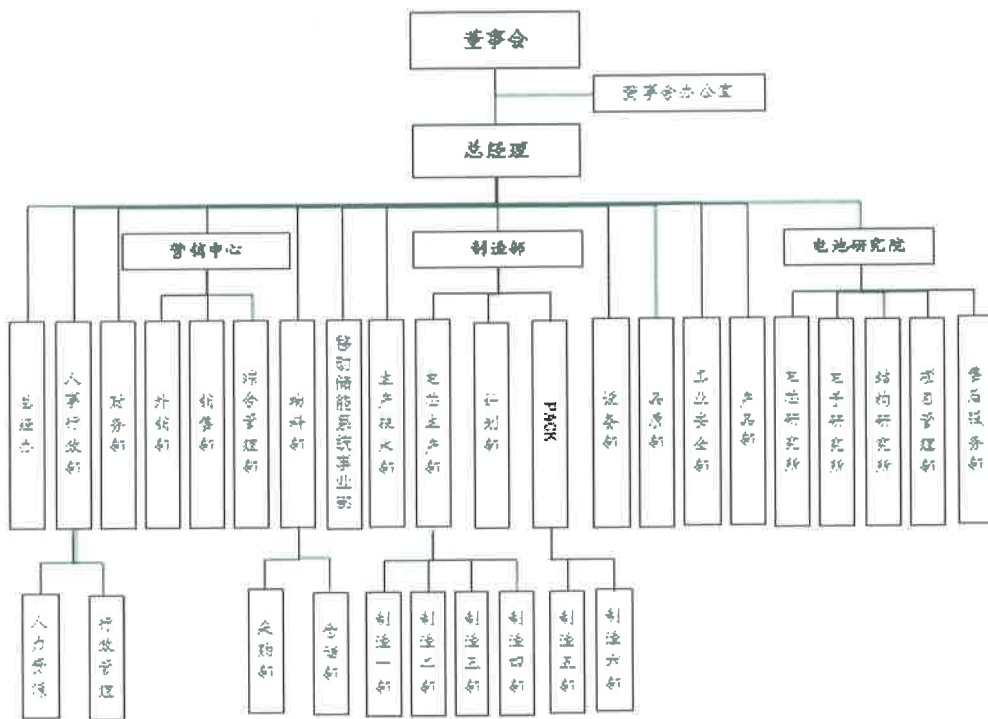 董事会
董事会办公室
总经理
营销中心
制造部
电池研究院
总经办
人事行政部
财务部
外销部
销售部
综合管理部
物料部
移动储能系统事业部
生产技术部
电芯生产部
计划部
PACK
设备部
品质部
工业安全部
产品部
电芯研究所
电子研究所
结构研究所
项目管理部
售后服务部
人力资源
行政管理
采购部
仓储部
制造一部
制造二部
制造三部
制造四部
制造五部
制造六部